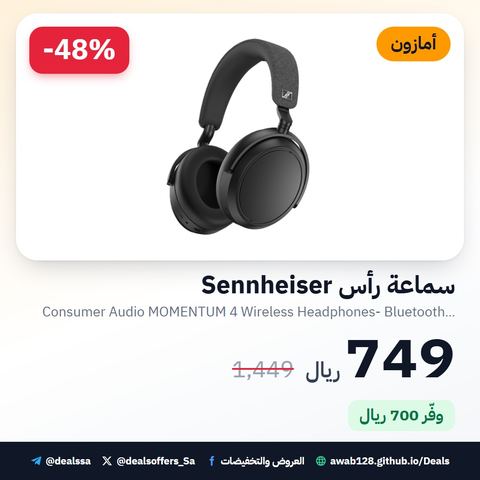 -48%
أمازون
سماعة رأس Sennheiser
Consumer Audio MOMENTUM 4 Wireless Headphones- Bluetooth...
749 ريال 1,449
وفّر 700 ريال
@dealssa @dealsoffers_Sa العروض والتخفيضات awab128.github.io/Deals